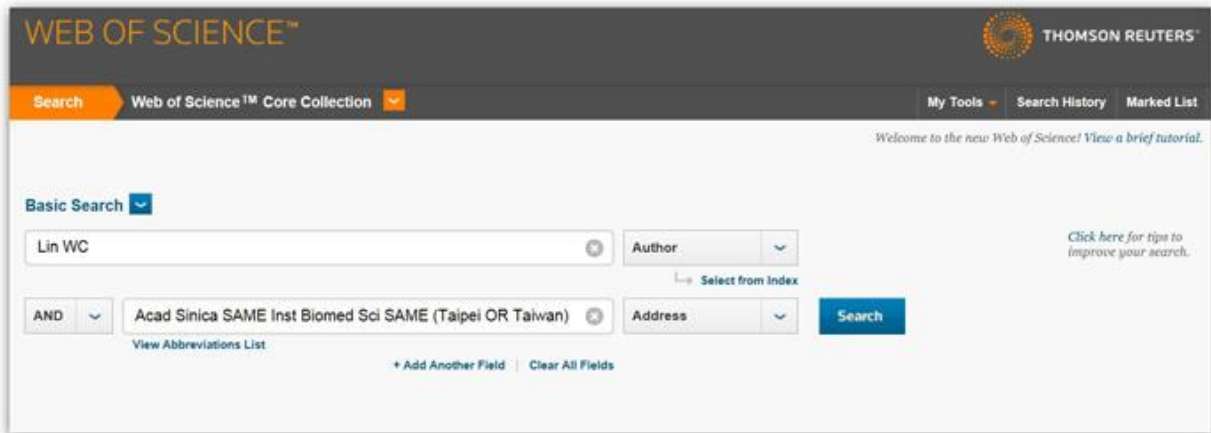 WEB OF SCIENCE™
THOMSON REUTERS™
Search Web of Science™ Core Collection My Tools Search History Marked List
Welcome to the new Web of Science! View a brief tutorial.
Basic Search
Lin WC Author
Click here for tips to
improve your search.
Select from Index
AND Acad Sinica SAME Inst Biomed Sci SAME (Taipei OR Taiwan) Address Search
View Abbreviations List
+ Add Another Field | Clear All Fields